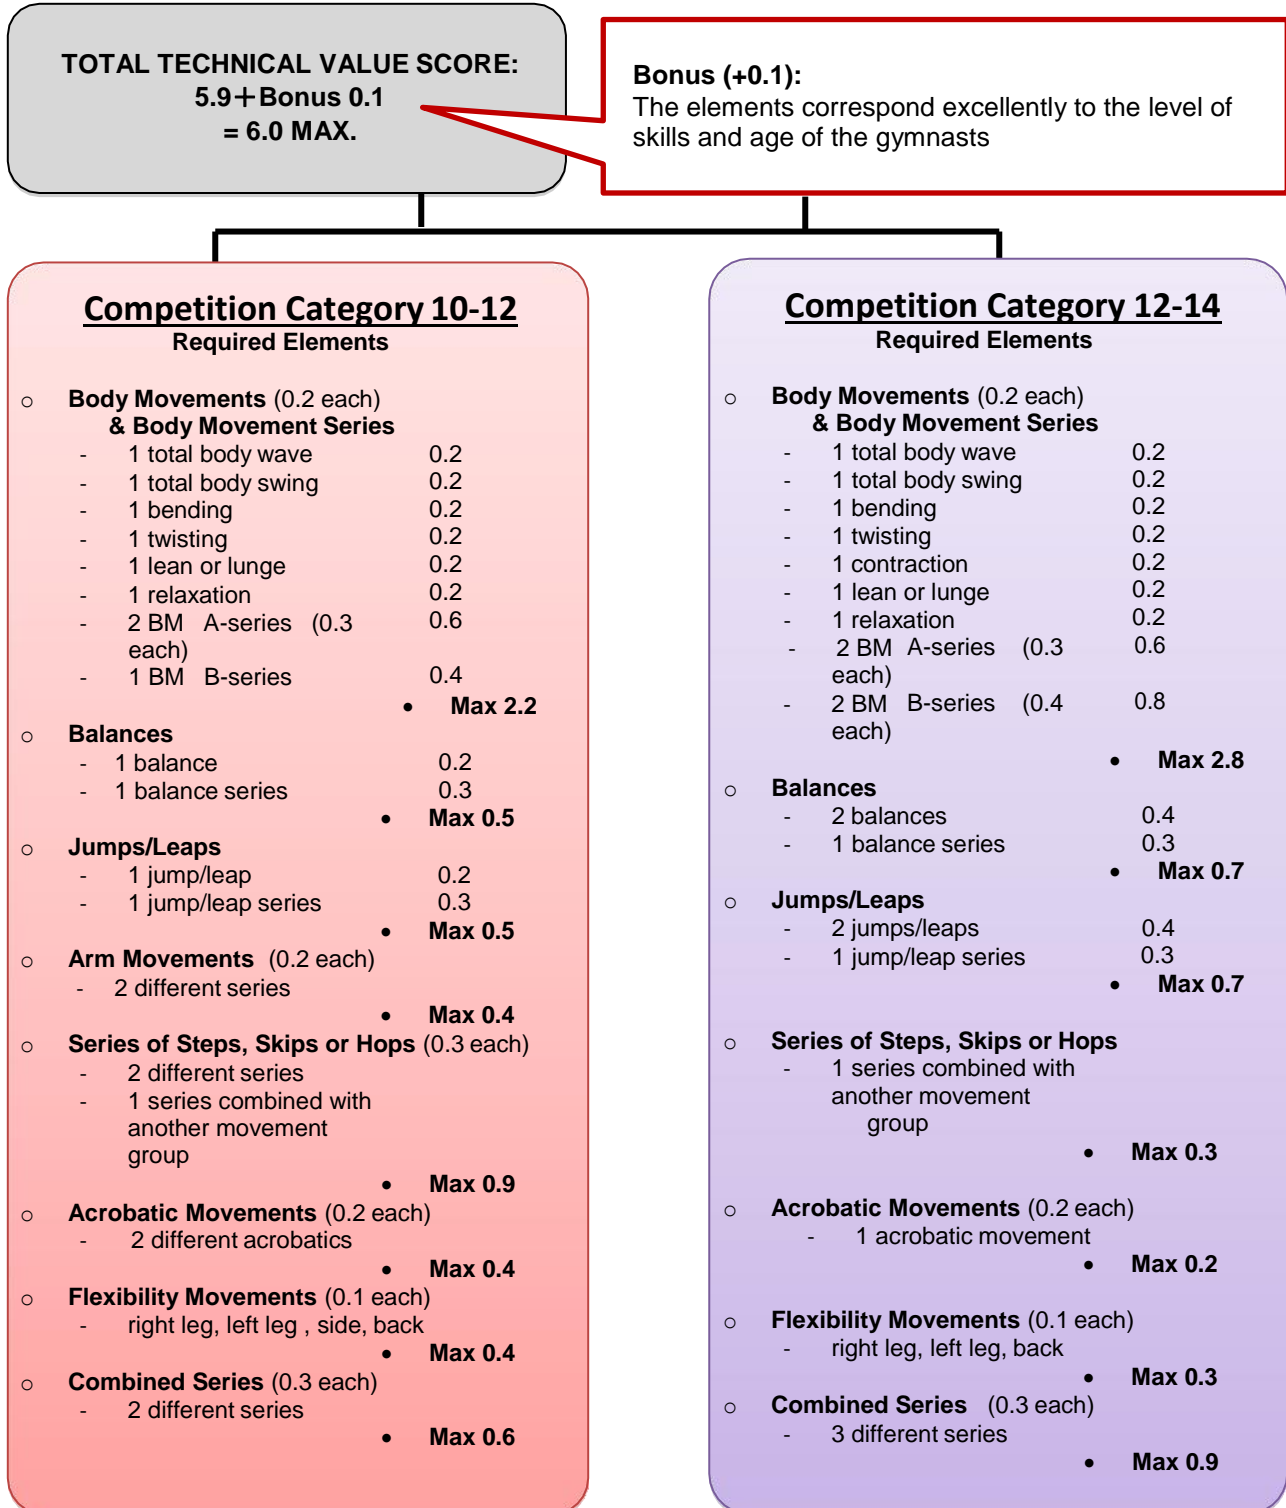 TOTAL TECHNICAL VALUE SCORE:
5.9+Bonus 0.1
= 6.0 MAX.
Bonus (+0.1):
The elements correspond excellently to the level of
skills and age of the gymnasts
Competition Category 10-12
Required Elements
o Body Movements (0.2 each)
& Body Movement Series
- 1 total body wave 0.2
- 1 total body swing 0.2
- 1 bending 0.2
- 1 twisting 0.2
- 1 lean or lunge 0.2
- 1 relaxation 0.2
- 2 BM A-series (0.3 0.6
each)
- 1 BM B-series 0.4
• Max 2.2
o Balances
- 1 balance 0.2
- 1 balance series 0.3
• Max 0.5
o Jumps/Leaps
- 1 jump/leap 0.2
- 1 jump/leap series 0.3
• Max 0.5
o Arm Movements (0.2 each)
- 2 different series
• Max 0.4
o Series of Steps, Skips or Hops (0.3 each)
- 2 different series
- 1 series combined with
another movement
group
• Max 0.9
o Acrobatic Movements (0.2 each)
- 2 different acrobatics
• Max 0.4
o Flexibility Movements (0.1 each)
- right leg, left leg , side, back
• Max 0.4
o Combined Series (0.3 each)
- 2 different series
• Max 0.6
Competition Category 12-14
Required Elements
o Body Movements (0.2 each)
& Body Movement Series
- 1 total body wave 0.2
- 1 total body swing 0.2
- 1 bending 0.2
- 1 twisting 0.2
- 1 contraction 0.2
- 1 lean or lunge 0.2
- 1 relaxation 0.2
- 2 BM A-series (0.3 0.6
each)
- 2 BM B-series (0.4 0.8
each)
• Max 2.8
o Balances
- 2 balances 0.4
- 1 balance series 0.3
• Max 0.7
o Jumps/Leaps
- 2 jumps/leaps 0.4
- 1 jump/leap series 0.3
• Max 0.7
o Series of Steps, Skips or Hops
- 1 series combined with
another movement
group
• Max 0.3
o Acrobatic Movements (0.2 each)
- 1 acrobatic movement
• Max 0.2
o Flexibility Movements (0.1 each)
- right leg, left leg, back
• Max 0.3
o Combined Series (0.3 each)
- 3 different series
• Max 0.9